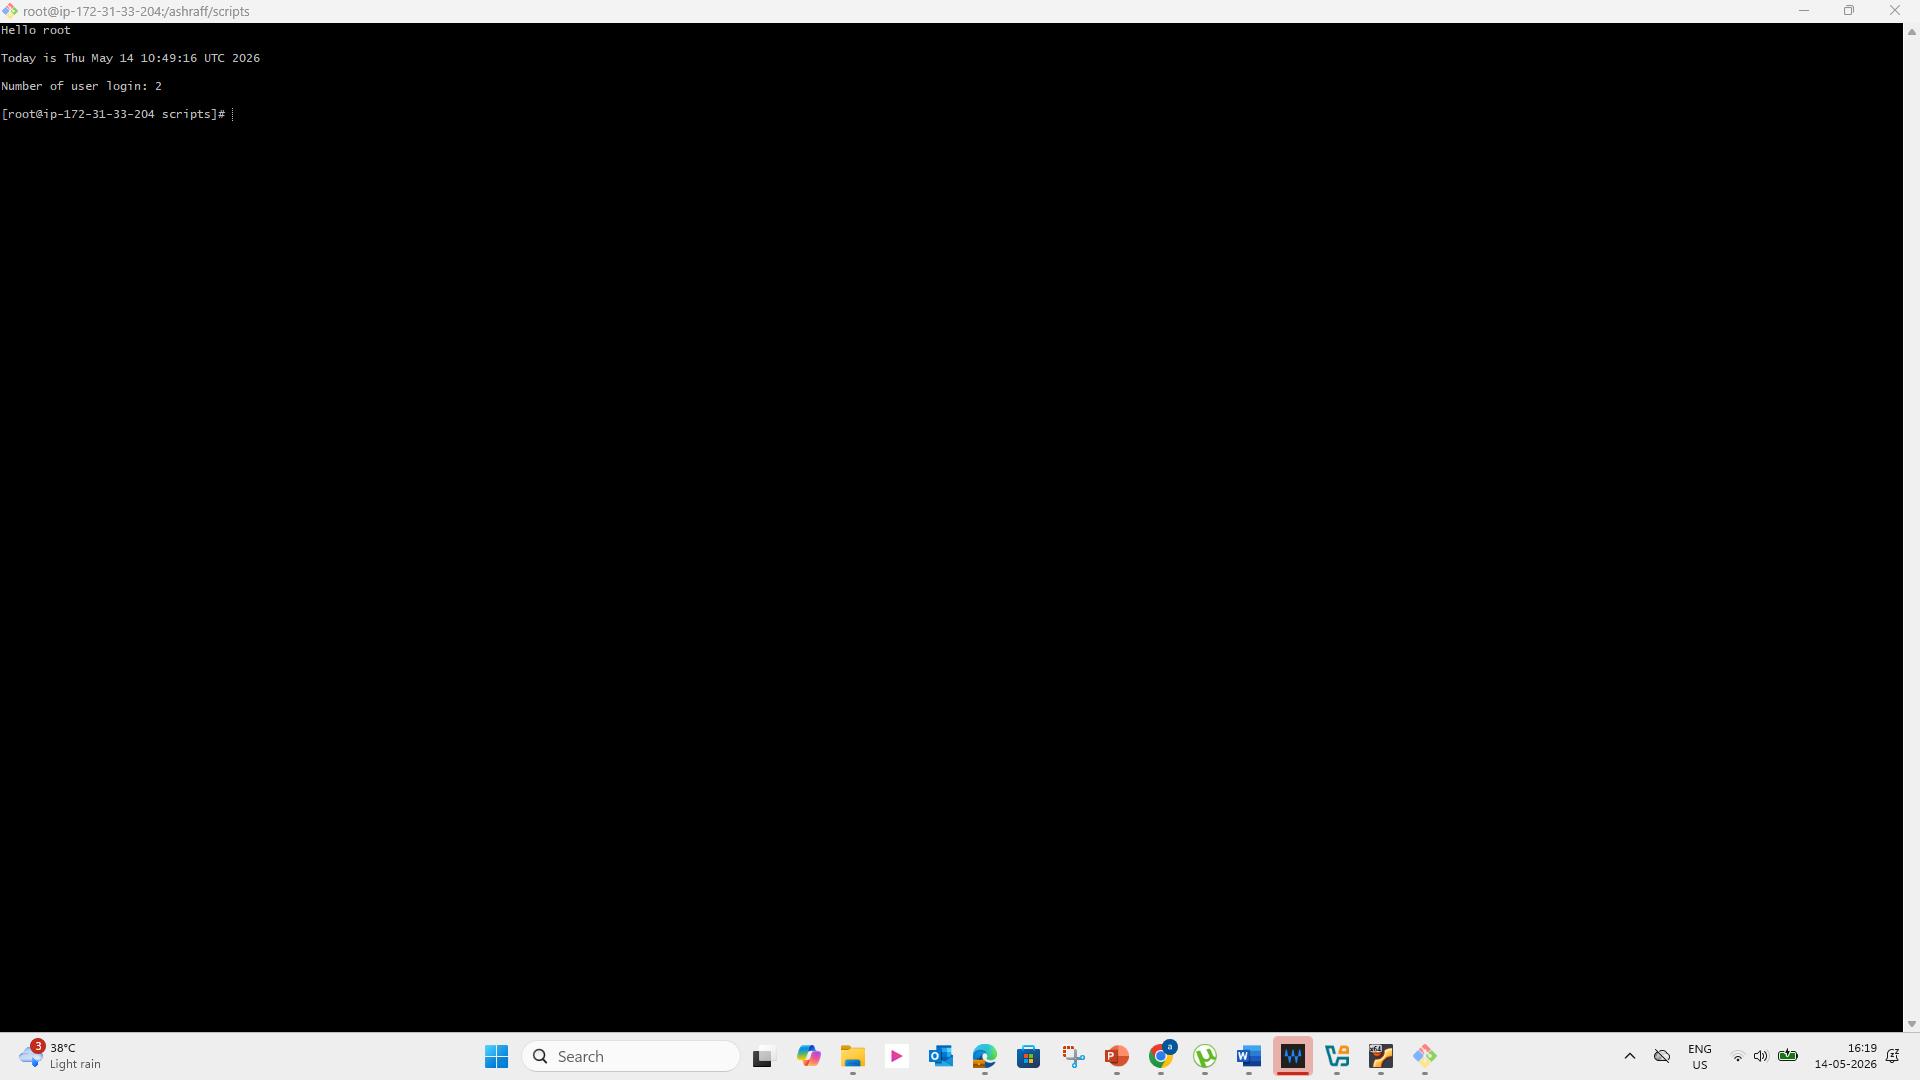 root@ip-172-31-33-204:/ashraff/scripts
Hello root
Today is Thu May 14 10:49:16 UTC 2026
Number of user login: 2
[root@ip-172-31-33-204 scripts]#
3
38°C
Light rain
Search
a
ENG
US
16:19
14-05-2026